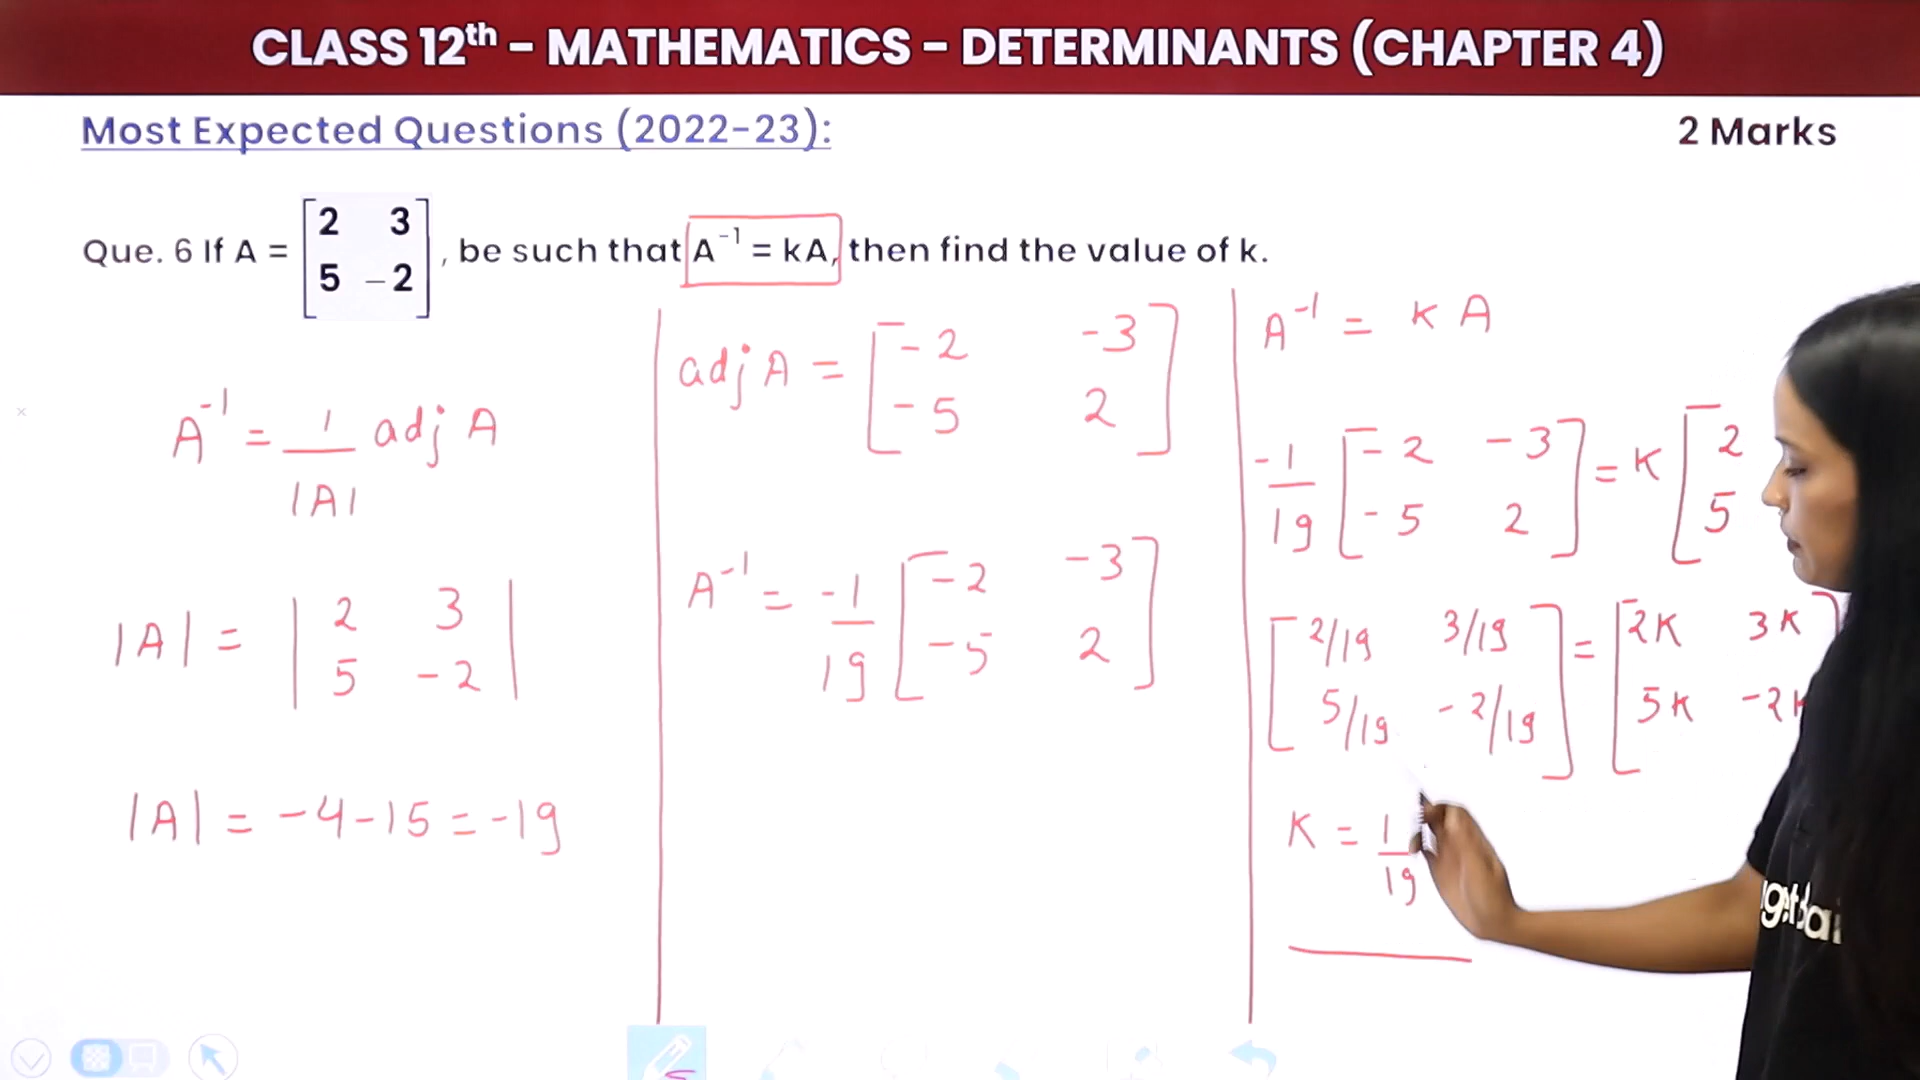 CLASS 12th – MATHEMATICS – DETERMINANTS (CHAPTER 4)
Most Expected Questions (2022-23):
2 Marks
Que. 6 If A = [2 3
5 −2] , be such that A⁻¹ = kA, then find the value of k.
A⁻¹ = 1/|A| adj A
|A| = |2 3
5 -2|
|A| = -4-15 = -19
adj A = [-2 -3
-5 2]
A⁻¹ = -1/19 [-2 -3
-5 2]
A⁻¹ = K A
-1/19 [-2 -3
-5 2] = K [2
5
[2/19 3/19
5/19 -2/19] = [2K 3K
5K -2K]
K = 1/19